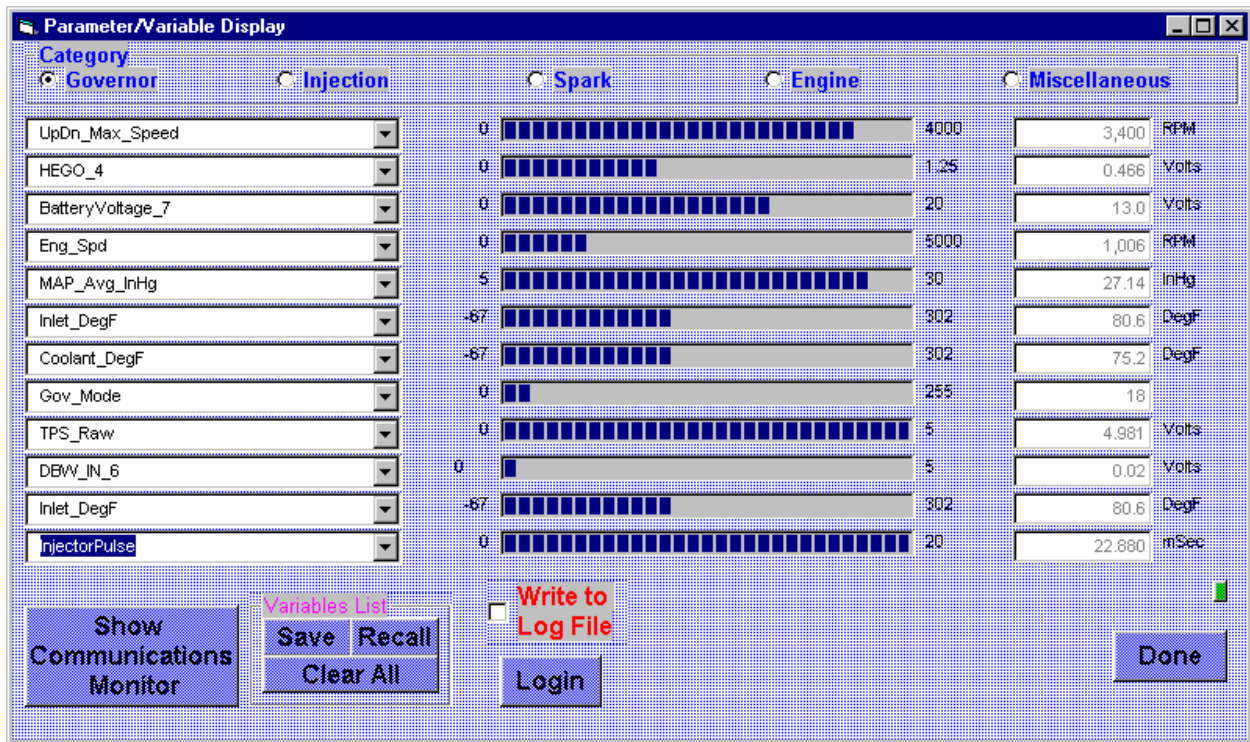 Parameter/Variable Display
Category
Governor Injection Spark Engine Miscellaneous
UpDn_Max_Speed 0 4000 3,400 RPM
HEGO_4 0 1.25 0.466 Volts
BatteryVoltage_7 0 20 13.0 Volts
Eng_Spd 0 5000 1,006 RPM
MAP_Avg_InHg 5 30 27.14 InHg
Inlet_DegF -67 302 80.6 DegF
Coolant_DegF -67 302 75.2 DegF
Gov_Mode 0 255 18
TPS_Raw 0 5 4.981 Volts
DBW_IN_6 0 5 0.02 Volts
Inlet_DegF -67 302 80.6 DegF
InjectorPulse 0 20 22.880 mSec
Show
Communications
Monitor
Variables List
Save Recall
Clear All
Write to
Log File
Login
Done